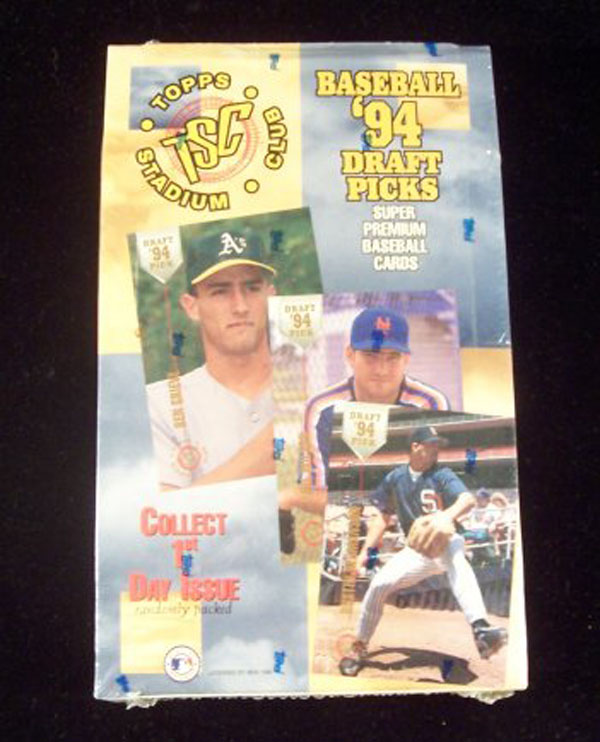 TOPPS
STADIUM
CLUB
TSC
BASEBALL
'94
DRAFT
PICKS
SUPER
PREMIUM
BASEBALL
CARDS
DRAFT
'94
PICK
A's
DRAFT
'94
PICK
DRAFT
'94
PICK
COLLECT
1st
DAY ISSUE
randomly packed